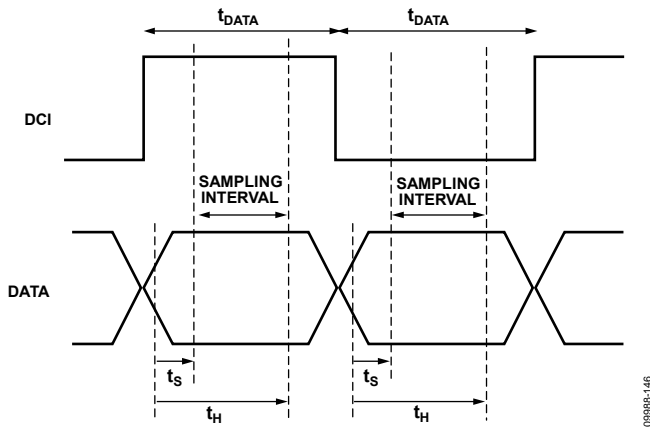 tDATA tDATA
DCI
SAMPLING INTERVAL
SAMPLING INTERVAL
DATA
tS
tS
tH
tH
09988-146